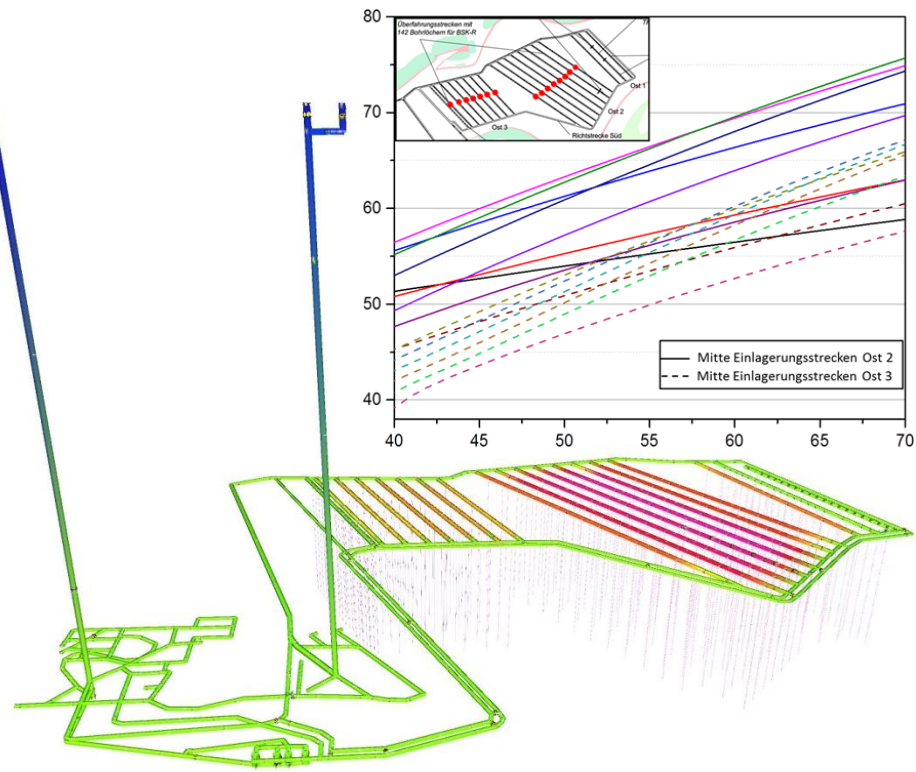 80
Überfahrungsstrecken mit
142 Bohrlöchern für BSK-R
70
Ost 1
Ost 2
Ost 3
Richtstrecke Süd
60
50
Mitte Einlagerungsstrecken Ost 2
Mitte Einlagerungsstrecken Ost 3
40
40 45 50 55 60 65 70